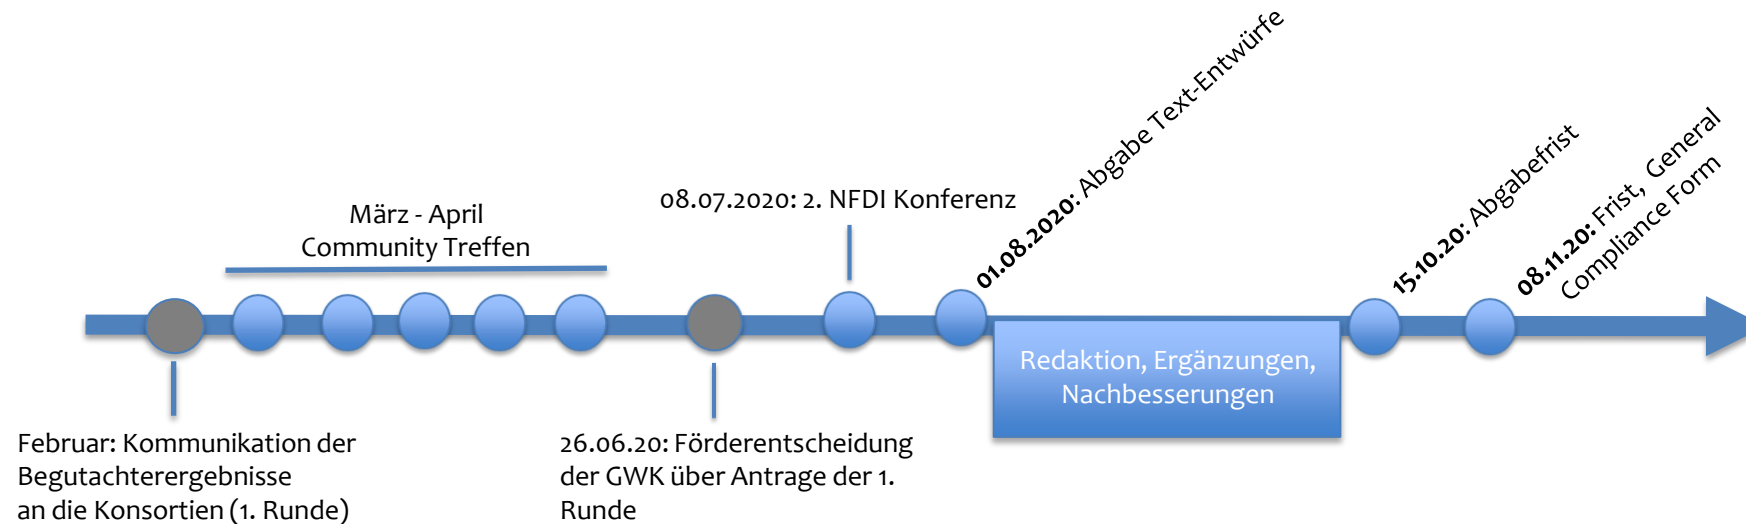 März - April
Community Treffen
08.07.2020: 2. NFDI Konferenz
01.08.2020: Abgabe Text-Entwürfe
15.10.20: Abgabefrist
08.11.20: Frist, General
Compliance Form
Redaktion, Ergänzungen,
Nachbesserungen
Februar: Kommunikation der
Begutachterergebnisse
an die Konsortien (1. Runde)
26.06.20: Förderentscheidung
der GWK über Antrage der 1.
Runde